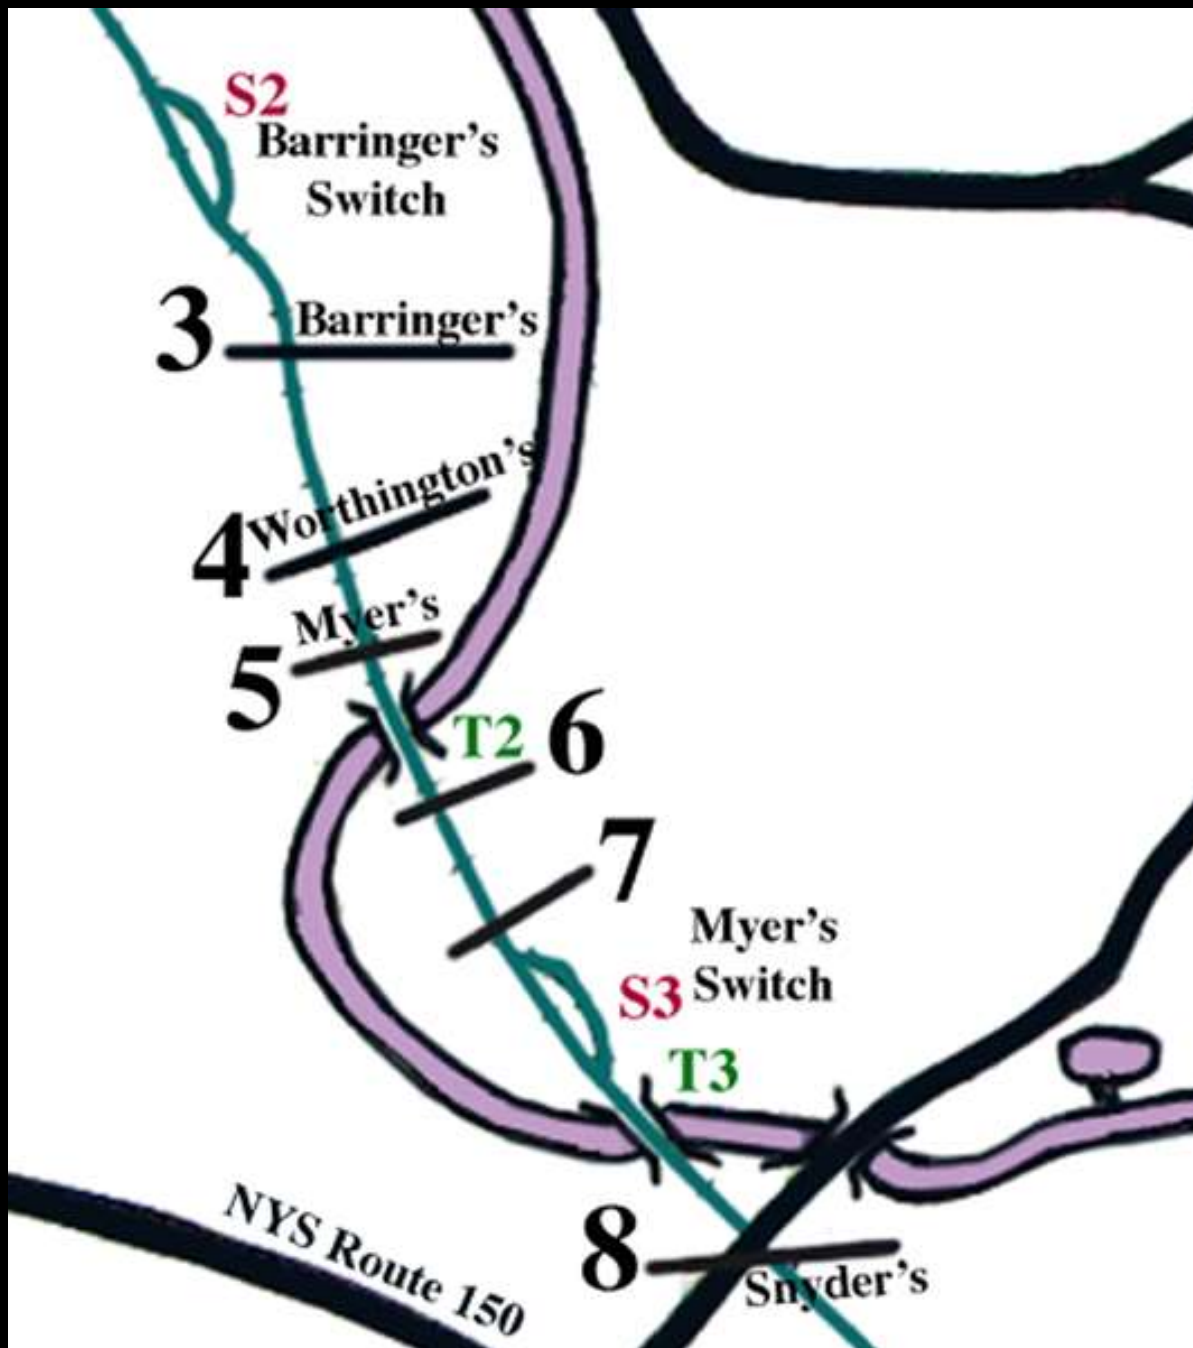 S2
Barringer's
Switch
3
Barringer's
4
Worthington's
Myer's
5
T2
6
7
Myer's
S3 Switch
T3
8
Snyder's
NYS Route 150